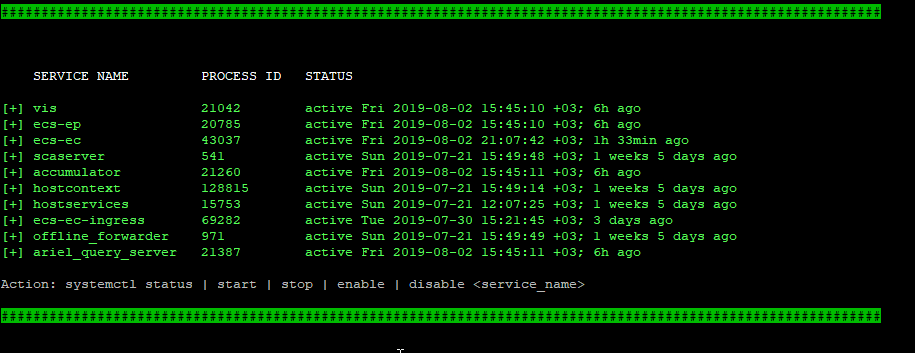 ##############################################################################################################
SERVICE NAME PROCESS ID STATUS
[+] vis 21042 active Fri 2019-08-02 15:45:10 +03; 6h ago
[+] ecs-ep 20785 active Fri 2019-08-02 15:45:10 +03; 6h ago
[+] ecs-ec 43037 active Fri 2019-08-02 21:07:42 +03; 1h 33min ago
[+] scaserver 541 active Sun 2019-07-21 15:49:48 +03; 1 weeks 5 days ago
[+] accumulator 21260 active Fri 2019-08-02 15:45:11 +03; 6h ago
[+] hostcontext 128815 active Sun 2019-07-21 15:49:14 +03; 1 weeks 5 days ago
[+] hostservices 15753 active Sun 2019-07-21 12:07:25 +03; 1 weeks 5 days ago
[+] ecs-ec-ingress 69282 active Tue 2019-07-30 15:21:45 +03; 3 days ago
[+] offline_forwarder 971 active Sun 2019-07-21 15:49:49 +03; 1 weeks 5 days ago
[+] ariel_query_server 21387 active Fri 2019-08-02 15:45:11 +03; 6h ago
Action: systemctl status | start | stop | enable | disable <service_name>
##############################################################################################################